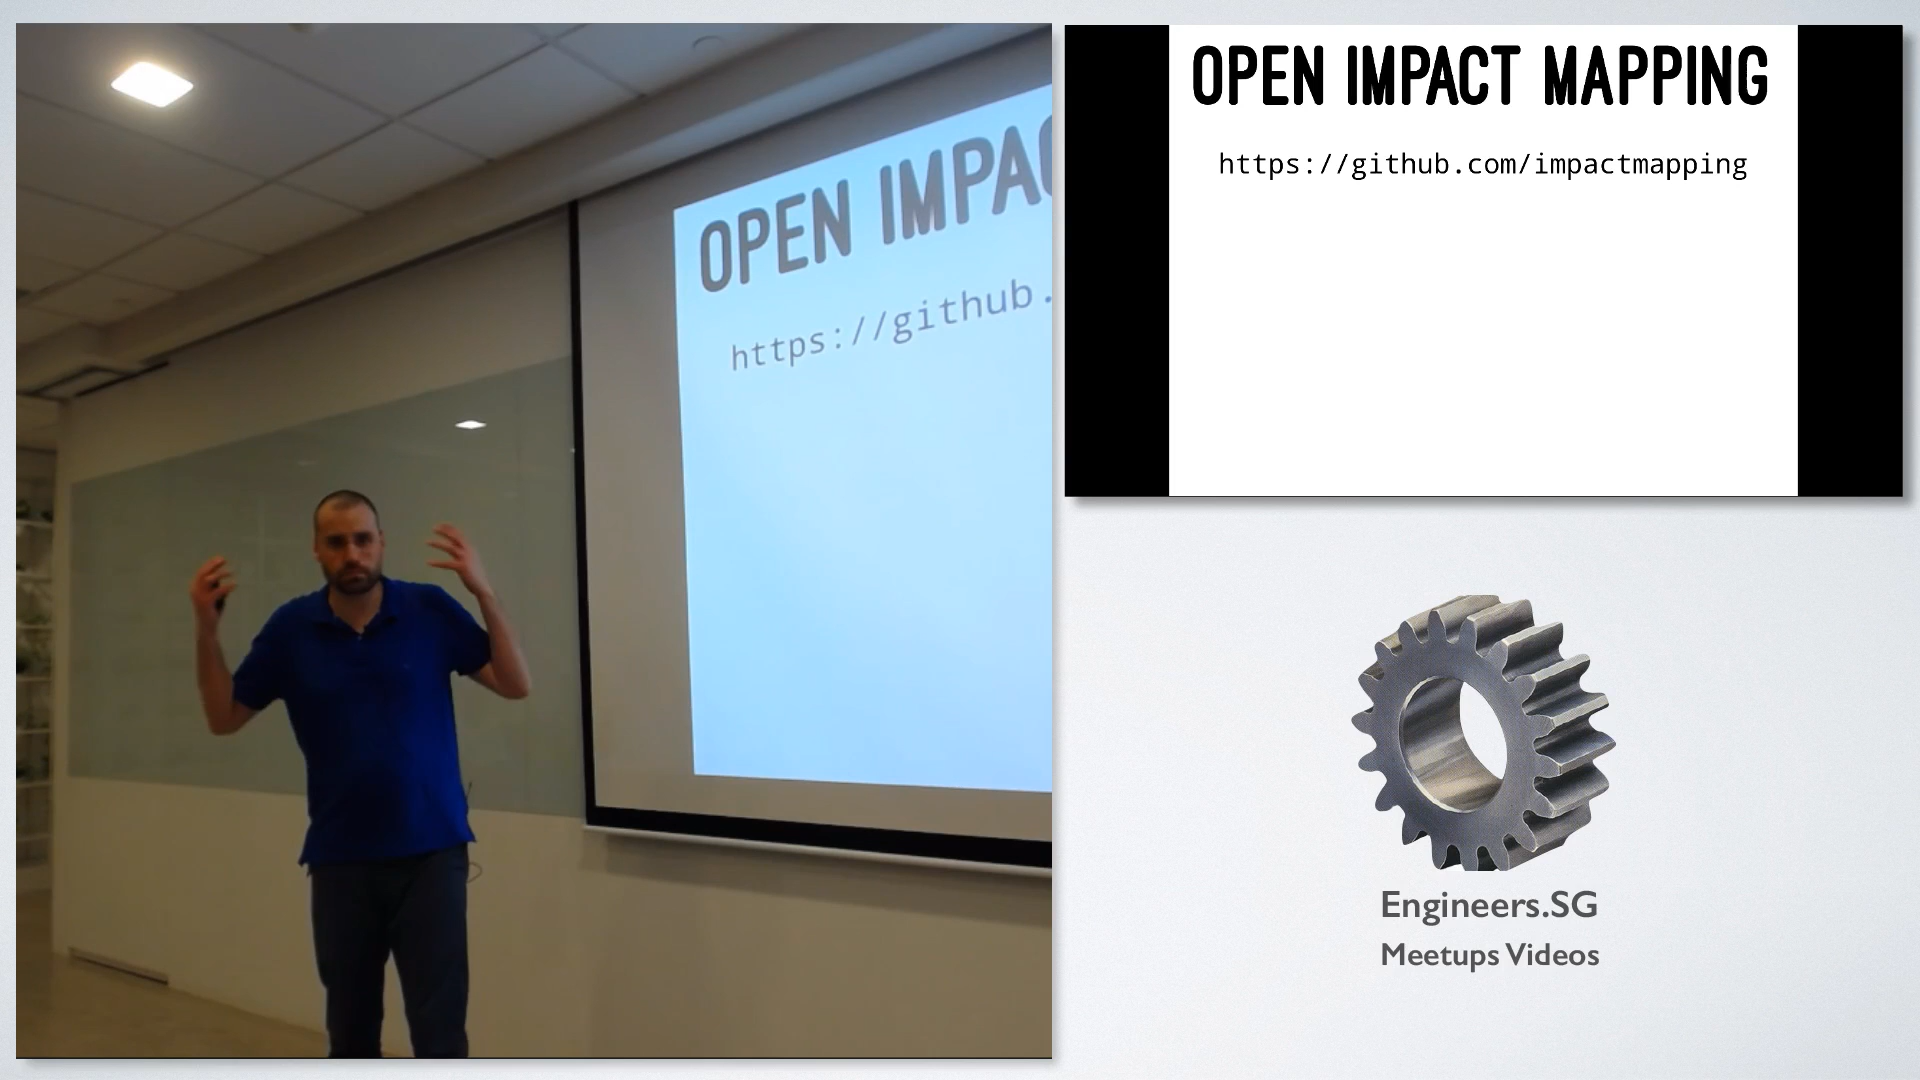 OPEN IMPAC
https://github.
OPEN IMPACT MAPPING
https://github.com/impactmapping
Engineers.SG
Meetups Videos